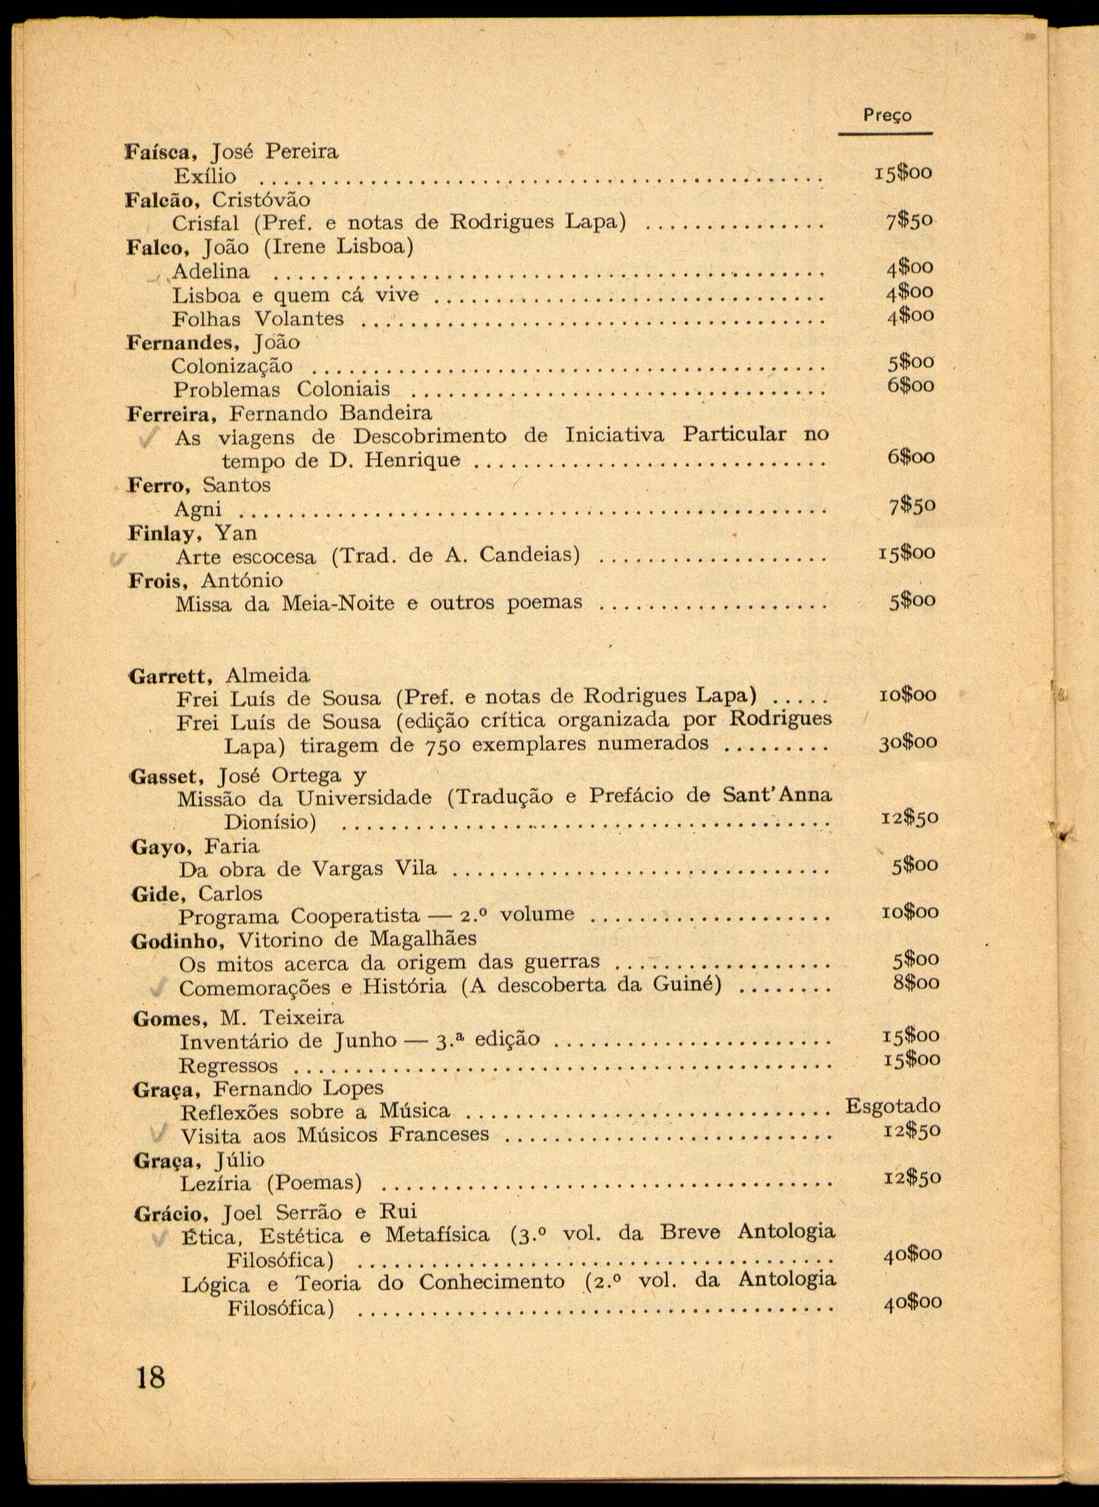 Preço
Faísca, José Pereira
Exílio ............................................. 15$00
Falcão, Cristóvão
Crisfal (Pref. e notas de Rodrigues Lapa) ............... 7$50
Falco, João (Irene Lisboa)
Adelina ............................................. 4$00
Lisboa e quem cá vive ................................ 4$00
Folhas Volantes ...................................... 4$00
Fernandes, João
Colonização .......................................... 5$00
Problemas Coloniais .................................. 6$00
Ferreira, Fernando Bandeira
As viagens de Descobrimento de Iniciativa Particular no
tempo de D. Henrique ............................. 6$00
Ferro, Santos
Agni ................................................ 7$50
Finlay, Yan
Arte escocesa (Trad. de A. Candeias) ................... 15$00
Frois, António
Missa da Meia-Noite e outros poemas ................... 5$00
Garrett, Almeida
Frei Luís de Sousa (Pref. e notas de Rodrigues Lapa) ..... 10$00
Frei Luís de Sousa (edição crítica organizada por Rodrigues
Lapa) tiragem de 750 exemplares numerados ......... 30$00
Gasset, José Ortega y
Missão da Universidade (Tradução e Prefácio de Sant'Anna
Dionísio) ........................................ 12$50
Gayo, Faria
Da obra de Vargas Vila ............................... 5$00
Gide, Carlos
Programa Cooperatista — 2.º volume .................... 10$00
Godinho, Vitorino de Magalhães
Os mitos acerca da origem das guerras .................. 5$00
Comemorações e História (A descoberta da Guiné) ........ 8$00
Gomes, M. Teixeira
Inventário de Junho — 3.ª edição ....................... 15$00
Regressos ............................................ 15$00
Graça, Fernando Lopes
Reflexões sobre a Música .............................. Esgotado
Visita aos Músicos Franceses ........................... 12$50
Graça, Júlio
Lezíria (Poemas) ..................................... 12$50
Grácio, Joel Serrão e Rui
Ética, Estética e Metafísica (3.º vol. da Breve Antologia
Filosófica) ....................................... 40$00
Lógica e Teoria do Conhecimento (2.º vol. da Antologia
Filosófica) ....................................... 40$00
18